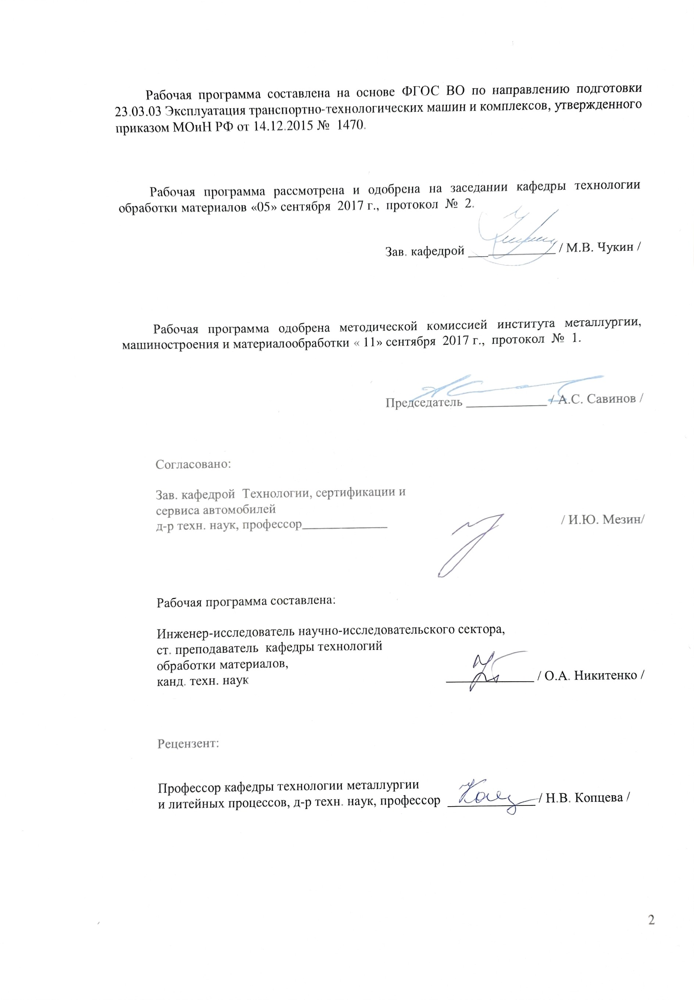 Рабочая программа составлена на основе ФГОС ВО по направлению подготовки
23.03.03 Эксплуатация транспортно-технологических машин и комплексов, утвержденного
приказом МОиН РФ от 14.12.2015 № 1470.
Рабочая программа рассмотрена и одобрена на заседании кафедры технологии
обработки материалов «05» сентября 2017 г., протокол № 2.
Зав. кафедрой ______________ / М.В. Чукин /
Рабочая программа одобрена методической комиссией института металлургии,
машиностроения и материалообработки « 11» сентября 2017 г., протокол № 1.
Председатель _____________ / А.С. Савинов /
Согласовано:
Зав. кафедрой Технологии, сертификации и
сервиса автомобилей
д-р техн. наук, профессор______________ / И.Ю. Мезин/
Рабочая программа составлена:
Инженер-исследователь научно-исследовательского сектора,
ст. преподаватель кафедры технологий
обработки материалов,
канд. техн. наук ______________ / О.А. Никитенко /
Рецензент:
Профессор кафедры технологии металлургии
и литейных процессов, д-р техн. наук, профессор ______________ / Н.В. Копцева /
2